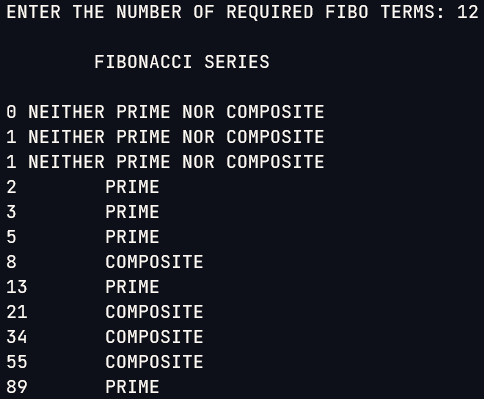 ENTER THE NUMBER OF REQUIRED FIBO TERMS: 12
FIBONACCI SERIES
0 NEITHER PRIME NOR COMPOSITE
1 NEITHER PRIME NOR COMPOSITE
1 NEITHER PRIME NOR COMPOSITE
2 PRIME
3 PRIME
5 PRIME
8 COMPOSITE
13 PRIME
21 COMPOSITE
34 COMPOSITE
55 COMPOSITE
89 PRIME